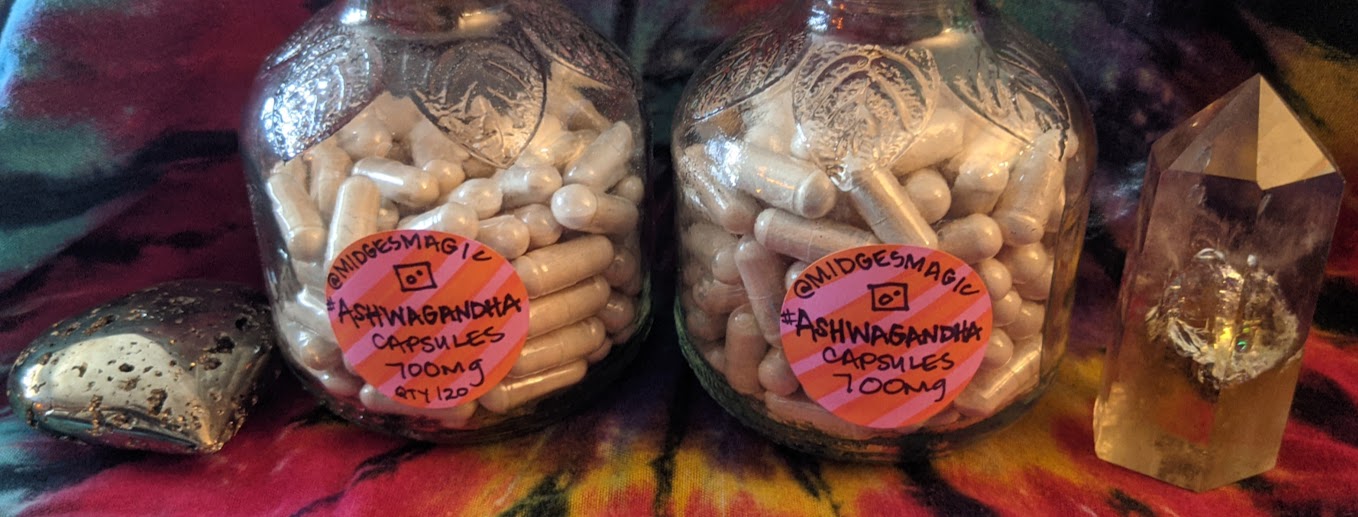 @MIDGESMAGIC
#ASHWAGANDHA
CAPSULES
700mg
QTY 120
@MIDGESMAGIC
#ASHWAGANDHA
CAPSULES
700mg